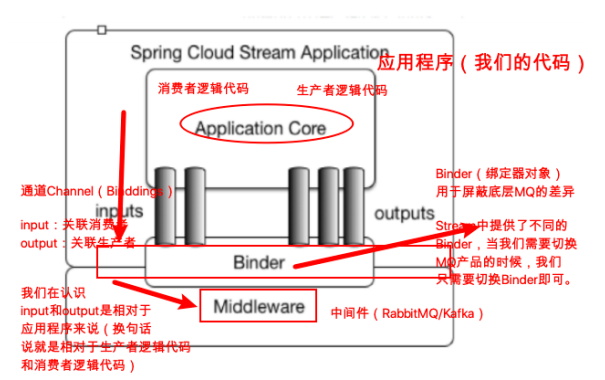 Spring Cloud Stream Application
应用程序（我们的代码）
消费者逻辑代码
生产者逻辑代码
Application Core
通道Channel（Binddings）
inputs
input：关联消费者
output：关联生产者
outputs
Binder（绑定器对象）
用于屏蔽底层MQ的差异
Stream中提供了不同的
Binder，当我们需要切换
MQ产品的时候，我们
只需要切换Binder即可。
Binder
我们在认识
input和output是相对于
应用程序来说（换句话
说就是相对于生产者逻辑代码
和消费者逻辑代码）
Middleware
中间件（RabbitMQ/Kafka）